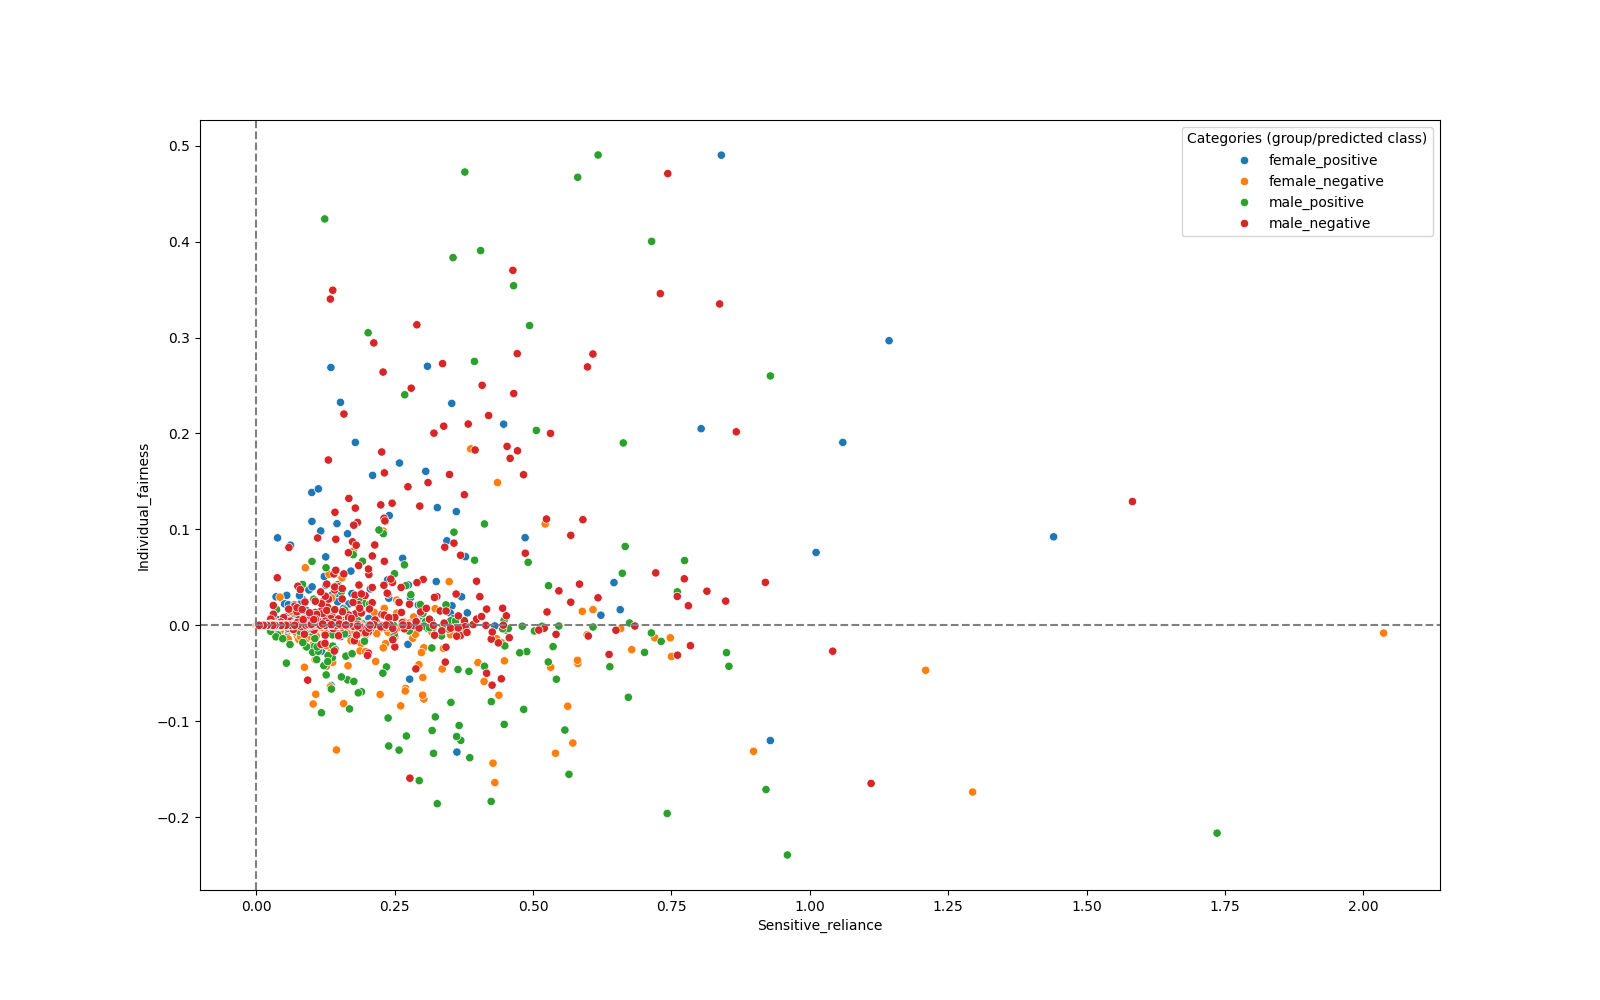 Categories (group/predicted class)
female_positive
female_negative
male_positive
male_negative
0.5
0.4
0.3
0.2
0.1
0.0
−0.1
−0.2
Individual_fairness
0.00 0.25 0.50 0.75 1.00 1.25 1.50 1.75 2.00
Sensitive_reliance